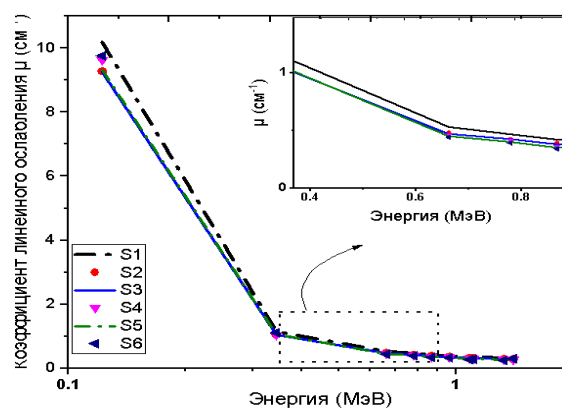 Коэффициент линейного ослабления μ (см⁻¹)
10
8
6
4
2
0
0.1
1
Энергия (МэВ)
S1
S2
S3
S4
S5
S6
μ (см⁻¹)
1
0
0.4
0.6
0.8
Энергия (МэВ)